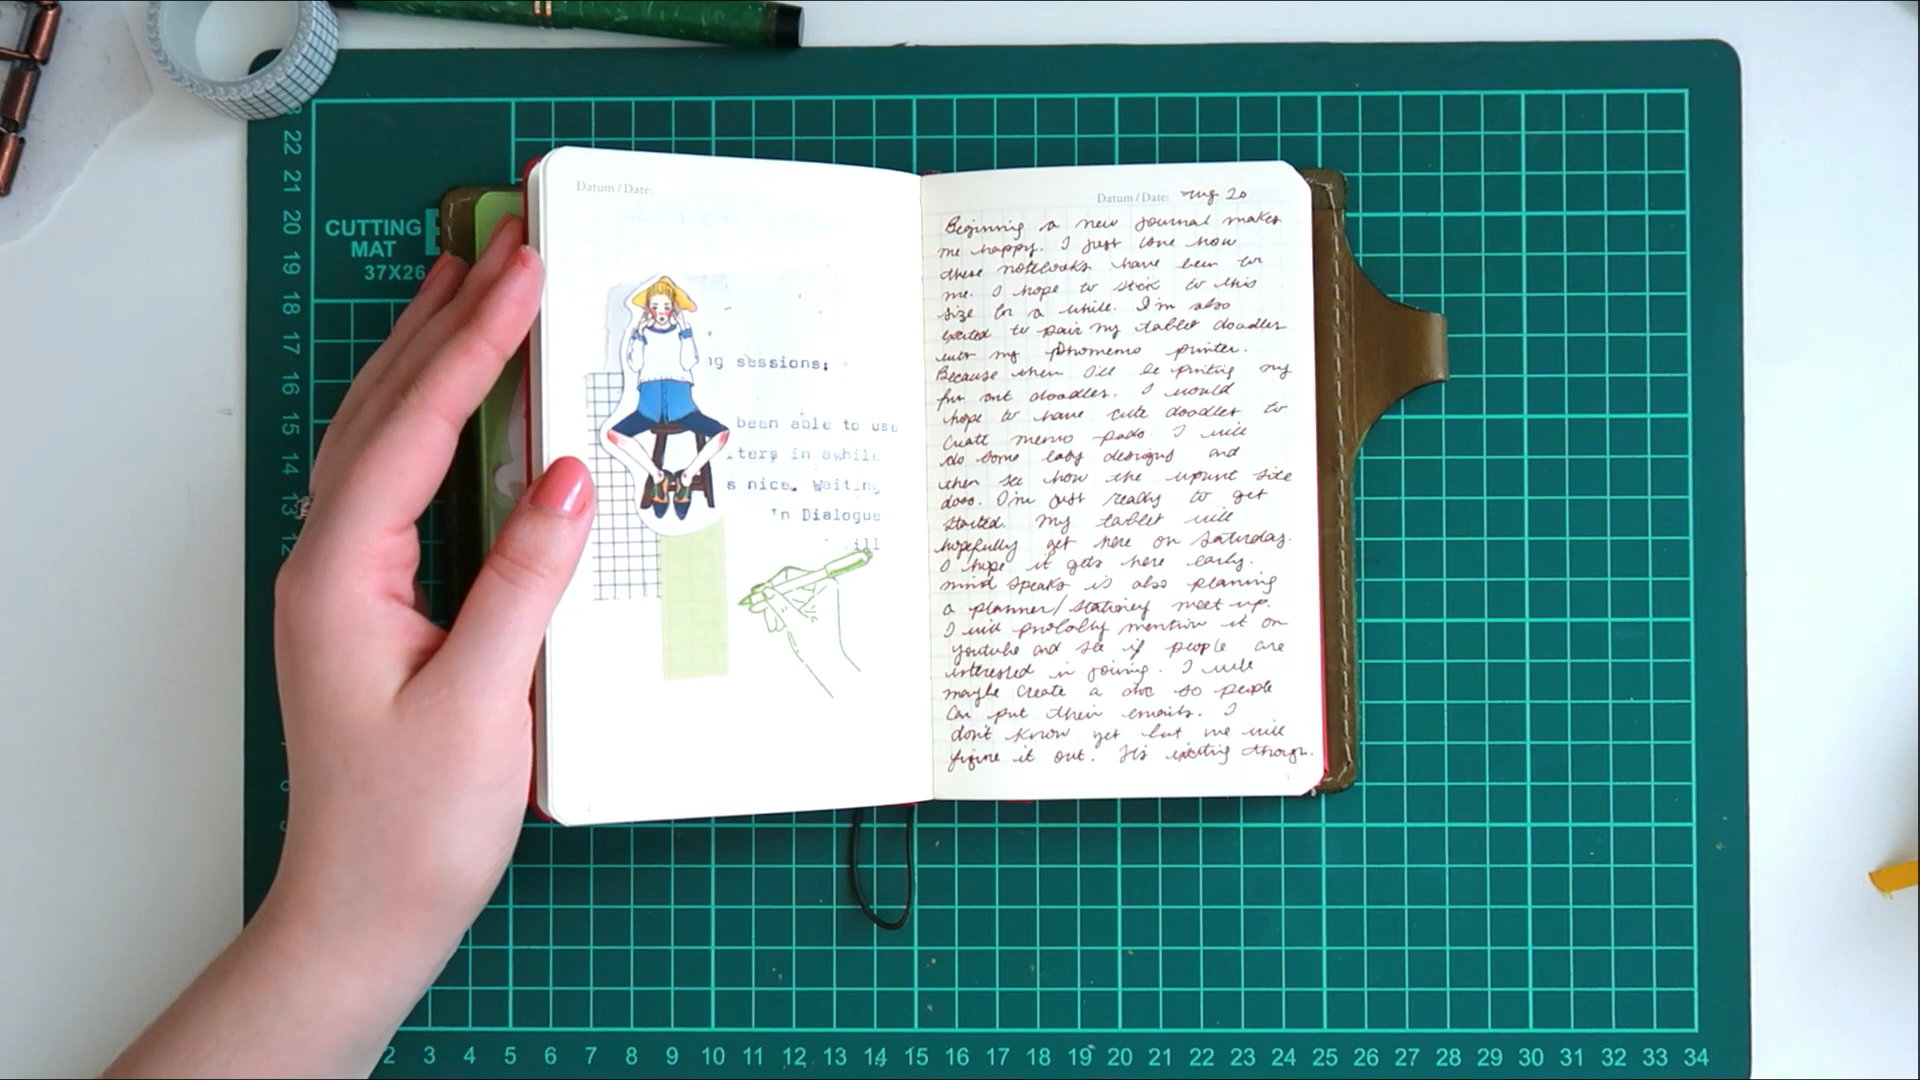 CUTTING
MAT
37X26
23
22
21
20
19
18
17
16
15
14
13
12
2 3 4 5 6 7 8 9 10 11 12 13 14 15 16 17 18 19 20 21 22 23 24 25 26 27 28 29 30 31 32 33 34
Datum / Date:
ng sessions:
been able to use
ters in awhile
s nice. Waiting
In Dialogue
ill
Datum / Date: Aug 20
Beginning a new journal makes
me happy. I just love how
these notebooks have been for
me. I hope to stick to this
size for a while. I'm also
excited to pair my tablet doodles
with my Phomemo printer.
Because then I'll be printing my
fun out doodles. I would
hope to have cute doodles to
create memo pads. I will
do some easy designs and
then see how the print side
does. I'm just ready to get
started. My tablet will
hopefully get here on Saturday.
I hope it gets here early.
mind speaks is also planning
a planner/stationery meet up.
I will probably mention it on
youtube and see if people are
interested in joining. I will
maybe create a doc so people
can put their emails. I
don't know yet but we will
figure it out. It's exciting though.